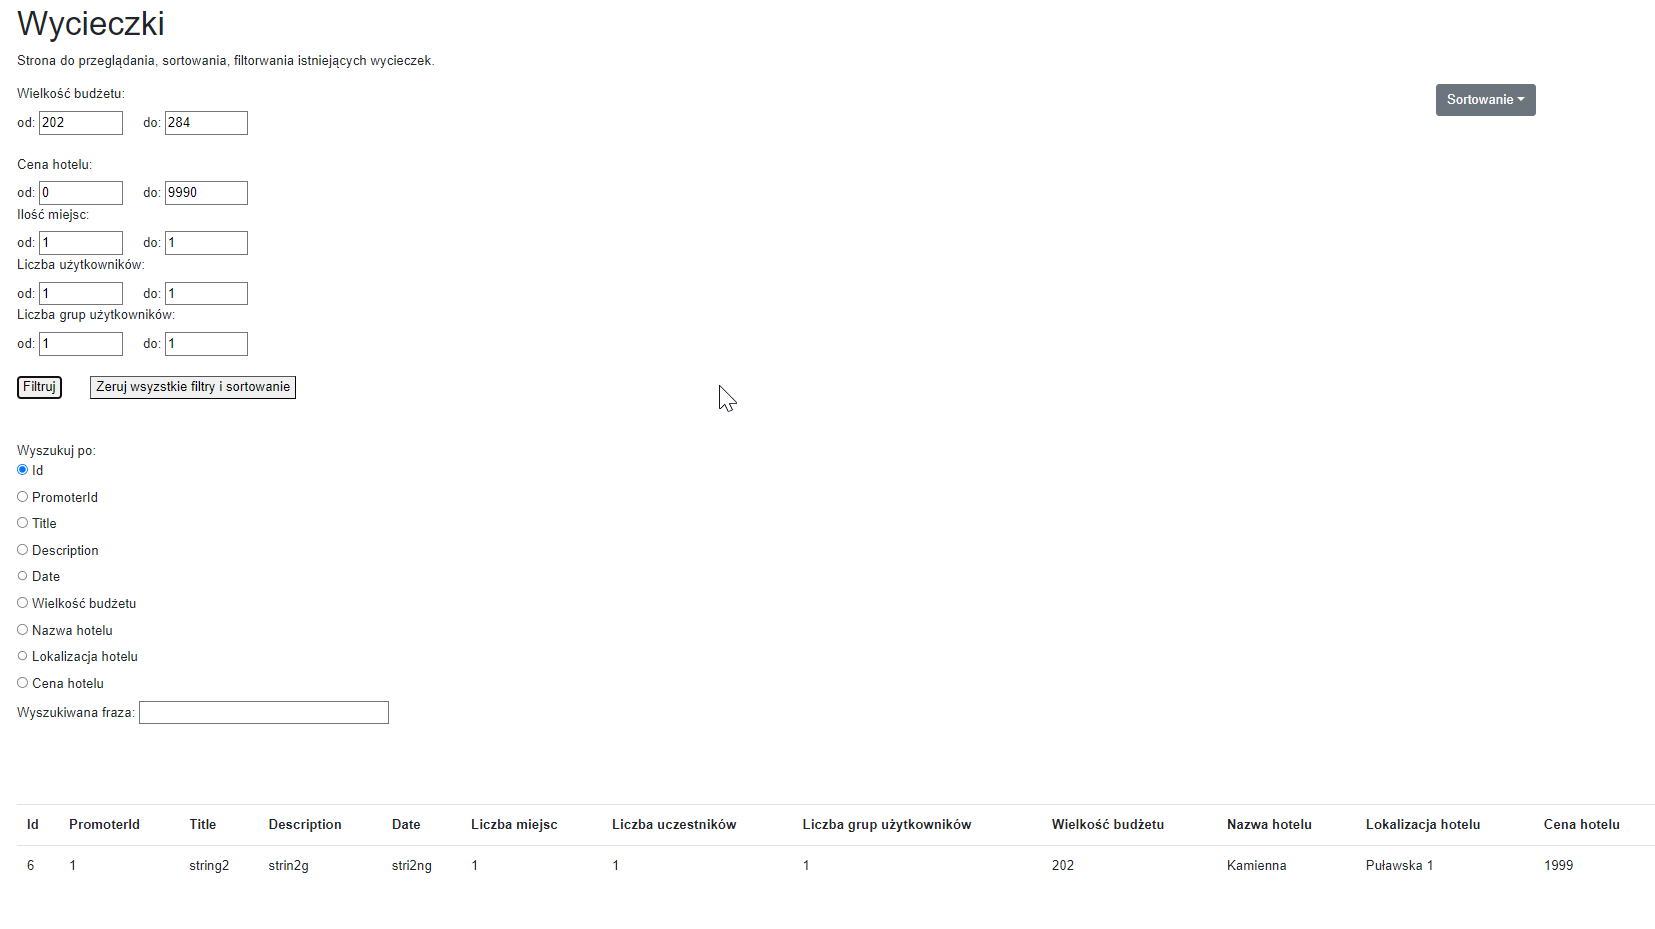 Wycieczki
Strona do przeglądania, sortowania, filtorwania istniejących wycieczek.
Wielkość budżetu:
Sortowanie
od: 202 do: 284
Cena hotelu:
od: 0 do: 9990
Ilość miejsc:
od: 1 do: 1
Liczba użytkowników:
od: 1 do: 1
Liczba grup użytkowników:
od: 1 do: 1
Filtruj Zeruj wsyzstkie filtry i sortowanie
Wyszukuj po:
Id
PromoterId
Title
Description
Date
Wielkość budżetu
Nazwa hotelu
Lokalizacja hotelu
Cena hotelu
Wyszukiwana fraza:
Id PromoterId Title Description Date Liczba miejsc Liczba uczestników Liczba grup użytkowników Wielkość budżetu Nazwa hotelu Lokalizacja hotelu Cena hotelu
6 1 string2 strin2g stri2ng 1 1 1 202 Kamienna Puławska 1 1999